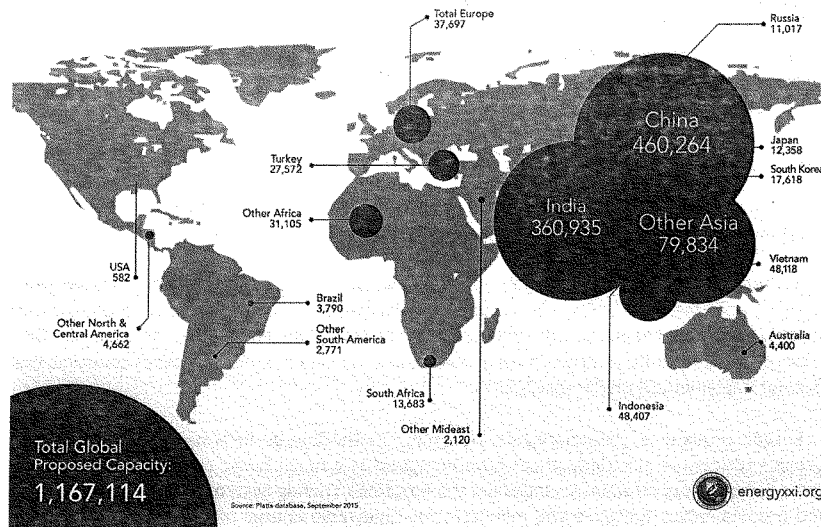 Total Europe
37,697
Russia
11,017
China
460,264
Japan
12,358
South Korea
17,618
Turkey
27,572
India
360,935
Other Asia
79,834
Other Africa
31,105
Vietnam
48,118
USA
582
Other North &
Central America
4,662
Brazil
3,790
Other
South America
2,771
Australia
4,400
South Africa
13,683
Other Mideast
2,120
Indonesia
48,407
Total Global
Proposed Capacity:
1,167,114
Source: Platts database, September 2015
energyxxi.org